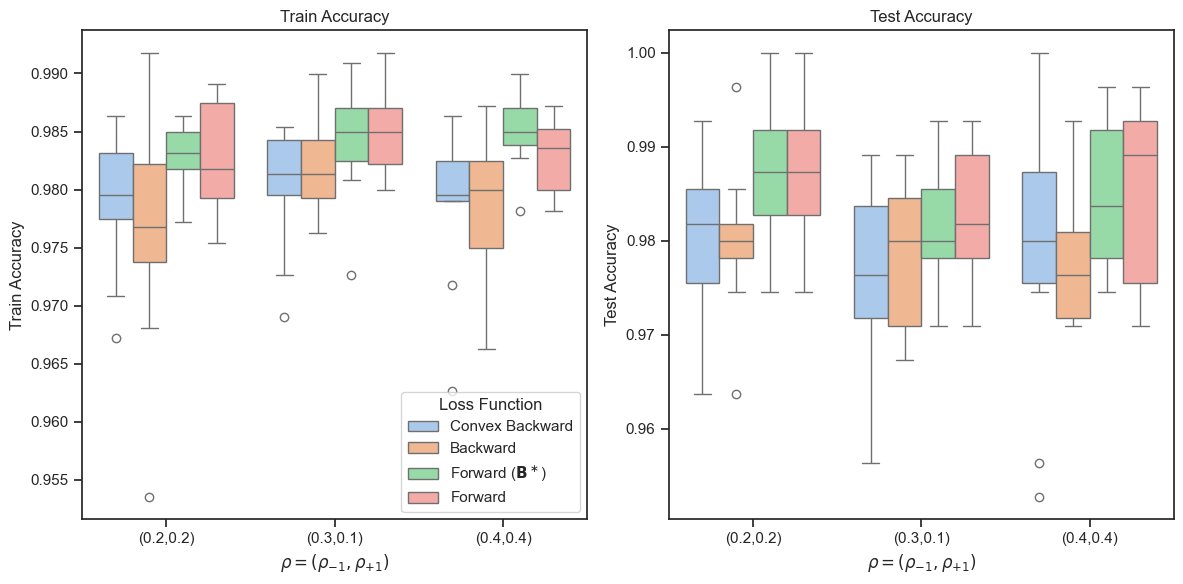 Train Accuracy
Train Accuracy
0.990
0.985
0.980
0.975
0.970
0.965
0.960
0.955
Loss Function
Convex Backward
Backward
Forward (B*)
Forward
(0.2,0.2) (0.3,0.1) (0.4,0.4)
ρ = (ρ₋₁, ρ₊₁)
Test Accuracy
Test Accuracy
1.00
0.99
0.98
0.97
0.96
(0.2,0.2) (0.3,0.1) (0.4,0.4)
ρ = (ρ₋₁, ρ₊₁)